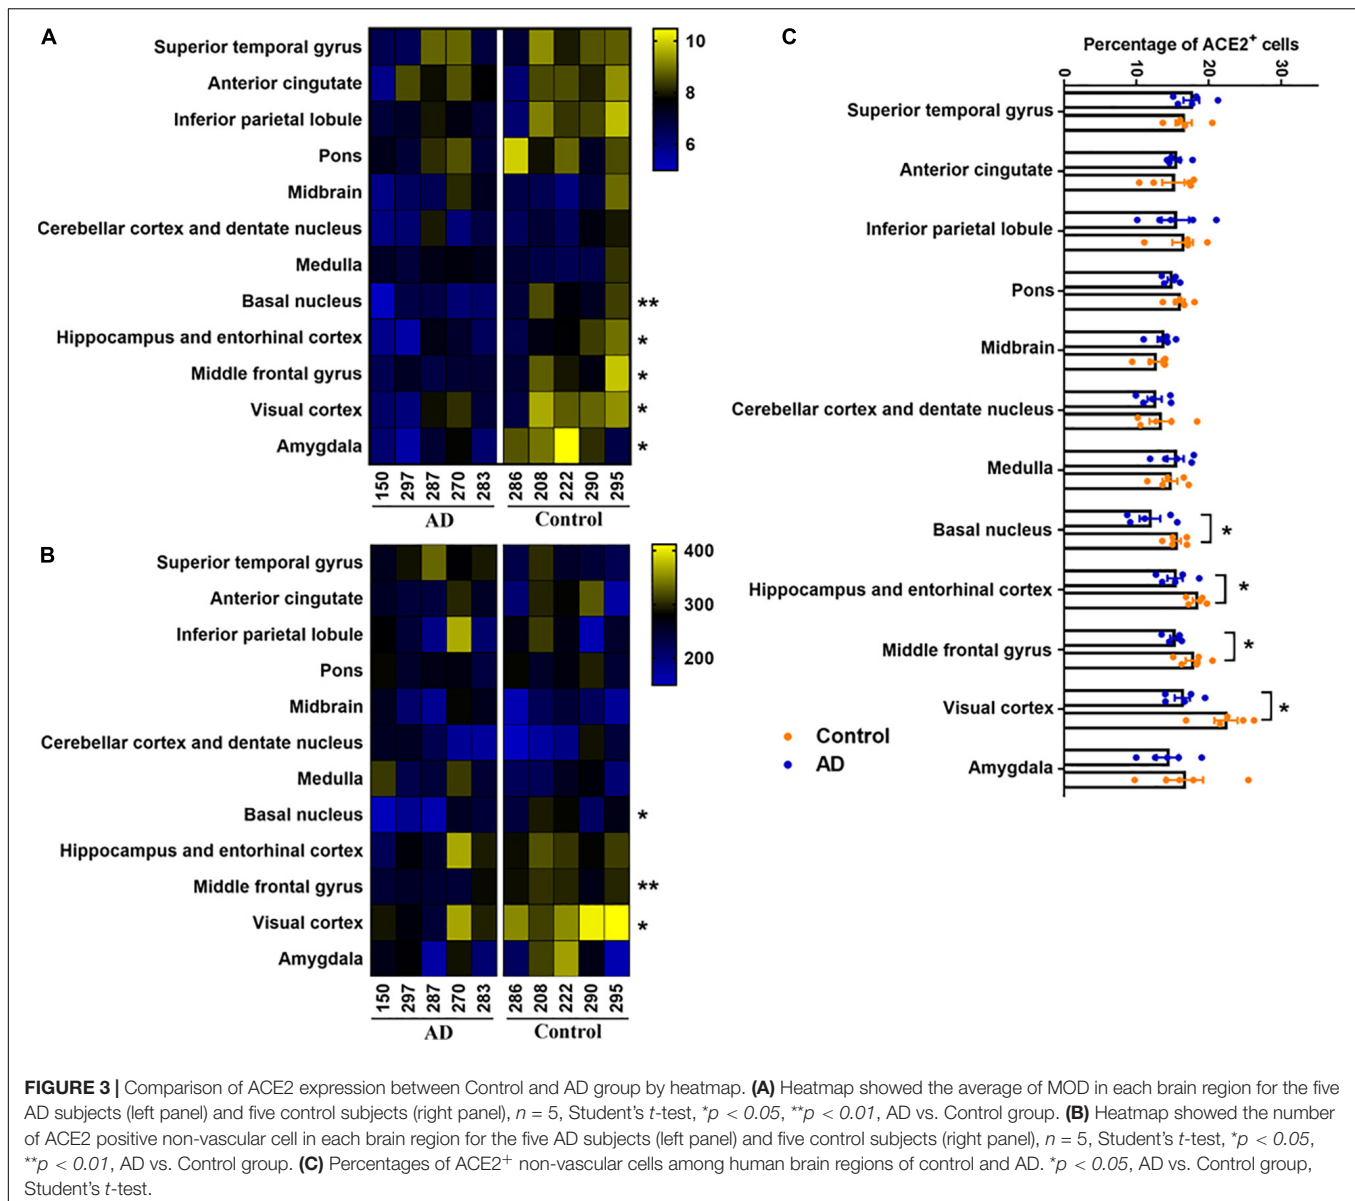 A
Superior temporal gyrus
Anterior cingutate
Inferior parietal lobule
Pons
Midbrain
Cerebellar cortex and dentate nucleus
Medulla
Basal nucleus **
Hippocampus and entorhinal cortex *
Middle frontal gyrus *
Visual cortex *
Amygdala *
150 297 287 270 283 286 208 222 290 295
AD Control
10
8
6
B
Superior temporal gyrus
Anterior cingutate
Inferior parietal lobule
Pons
Midbrain
Cerebellar cortex and dentate nucleus
Medulla
Basal nucleus *
Hippocampus and entorhinal cortex
Middle frontal gyrus **
Visual cortex *
Amygdala
150 297 287 270 283 286 208 222 290 295
AD Control
400
300
200
C
Percentage of ACE2⁺ cells
0 10 20 30
Superior temporal gyrus
Anterior cingutate
Inferior parietal lobule
Pons
Midbrain
Cerebellar cortex and dentate nucleus
Medulla
Basal nucleus *
Hippocampus and entorhinal cortex *
Middle frontal gyrus *
Visual cortex *
Amygdala
Control
AD
FIGURE 3 | Comparison of ACE2 expression between Control and AD group by heatmap. (A) Heatmap showed the average of MOD in each brain region for the five
AD subjects (left panel) and five control subjects (right panel), n = 5, Student's t-test, *p < 0.05, **p < 0.01, AD vs. Control group. (B) Heatmap showed the number
of ACE2 positive non-vascular cell in each brain region for the five AD subjects (left panel) and five control subjects (right panel), n = 5, Student's t-test, *p < 0.05,
**p < 0.01, AD vs. Control group. (C) Percentages of ACE2⁺ non-vascular cells among human brain regions of control and AD. *p < 0.05, AD vs. Control group,
Student's t-test.